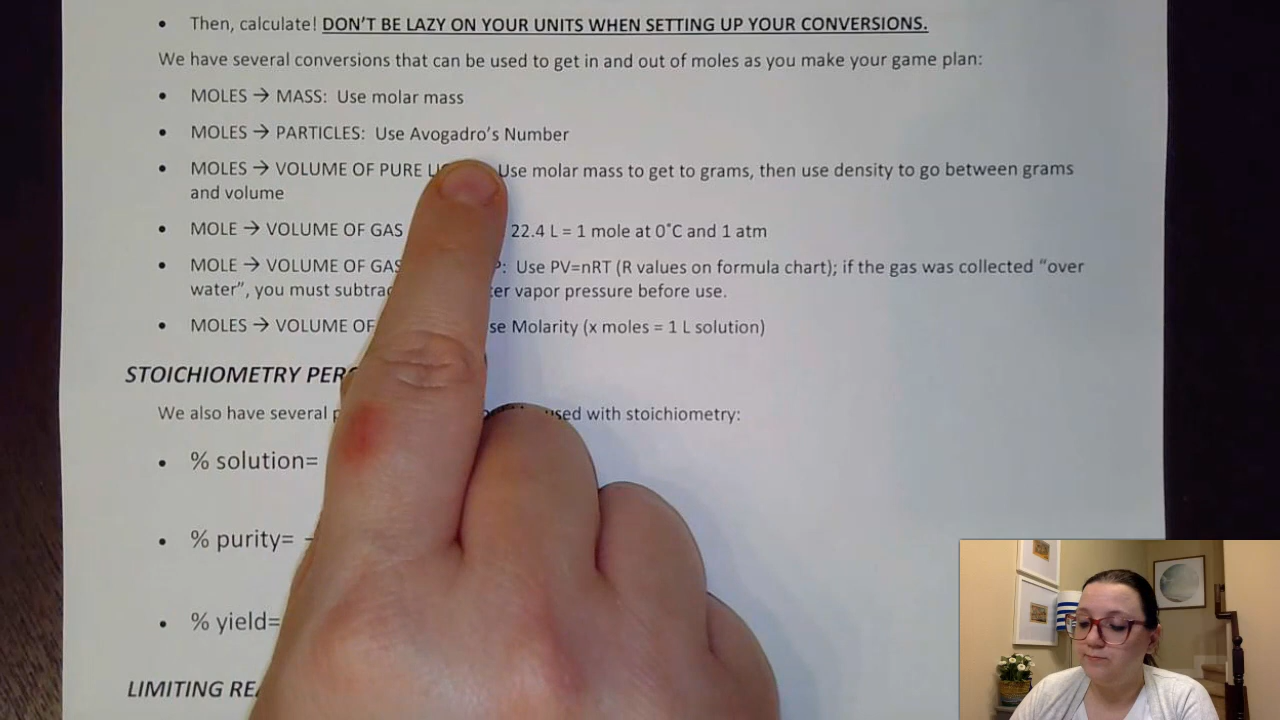 • Then, calculate! DON'T BE LAZY ON YOUR UNITS WHEN SETTING UP YOUR CONVERSIONS.
We have several conversions that can be used to get in and out of moles as you make your game plan:
• MOLES → MASS: Use molar mass
• MOLES → PARTICLES: Use Avogadro's Number
• MOLES → VOLUME OF PURE Use molar mass to get to grams, then use density to go between grams
and volume
• MOLE → VOLUME OF GAS 22.4 L = 1 mole at 0˚C and 1 atm
• MOLE → VOLUME OF GAS Use PV=nRT (R values on formula chart); if the gas was collected "over
water", you must vapor pressure before use.
• MOLES → VOLUME OF Molarity (x moles = 1 L solution)
STOICHIOMETRY
We also have several used with stoichiometry:
• % solution=
• % purity=
• % yield=
LIMITING